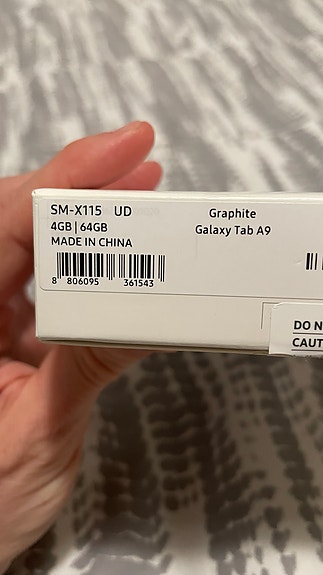 SM-X115 UD
Graphite
4GB | 64GB
Galaxy Tab A9
MADE IN CHINA
8 806095 361543
DO N
CAUT